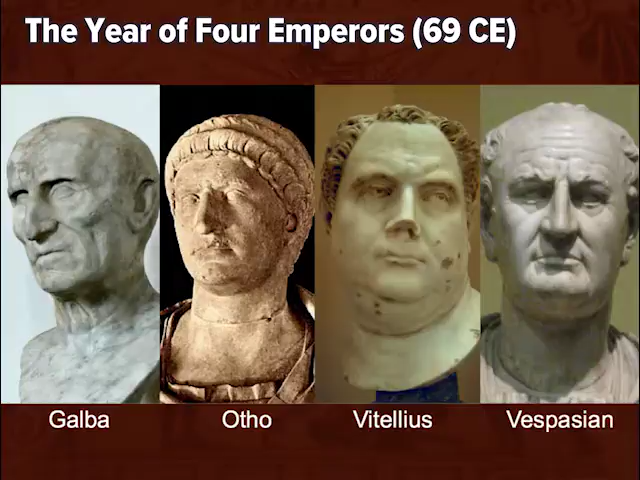 The Year of Four Emperors (69 CE)
Galba
Otho
Vitellius
Vespasian